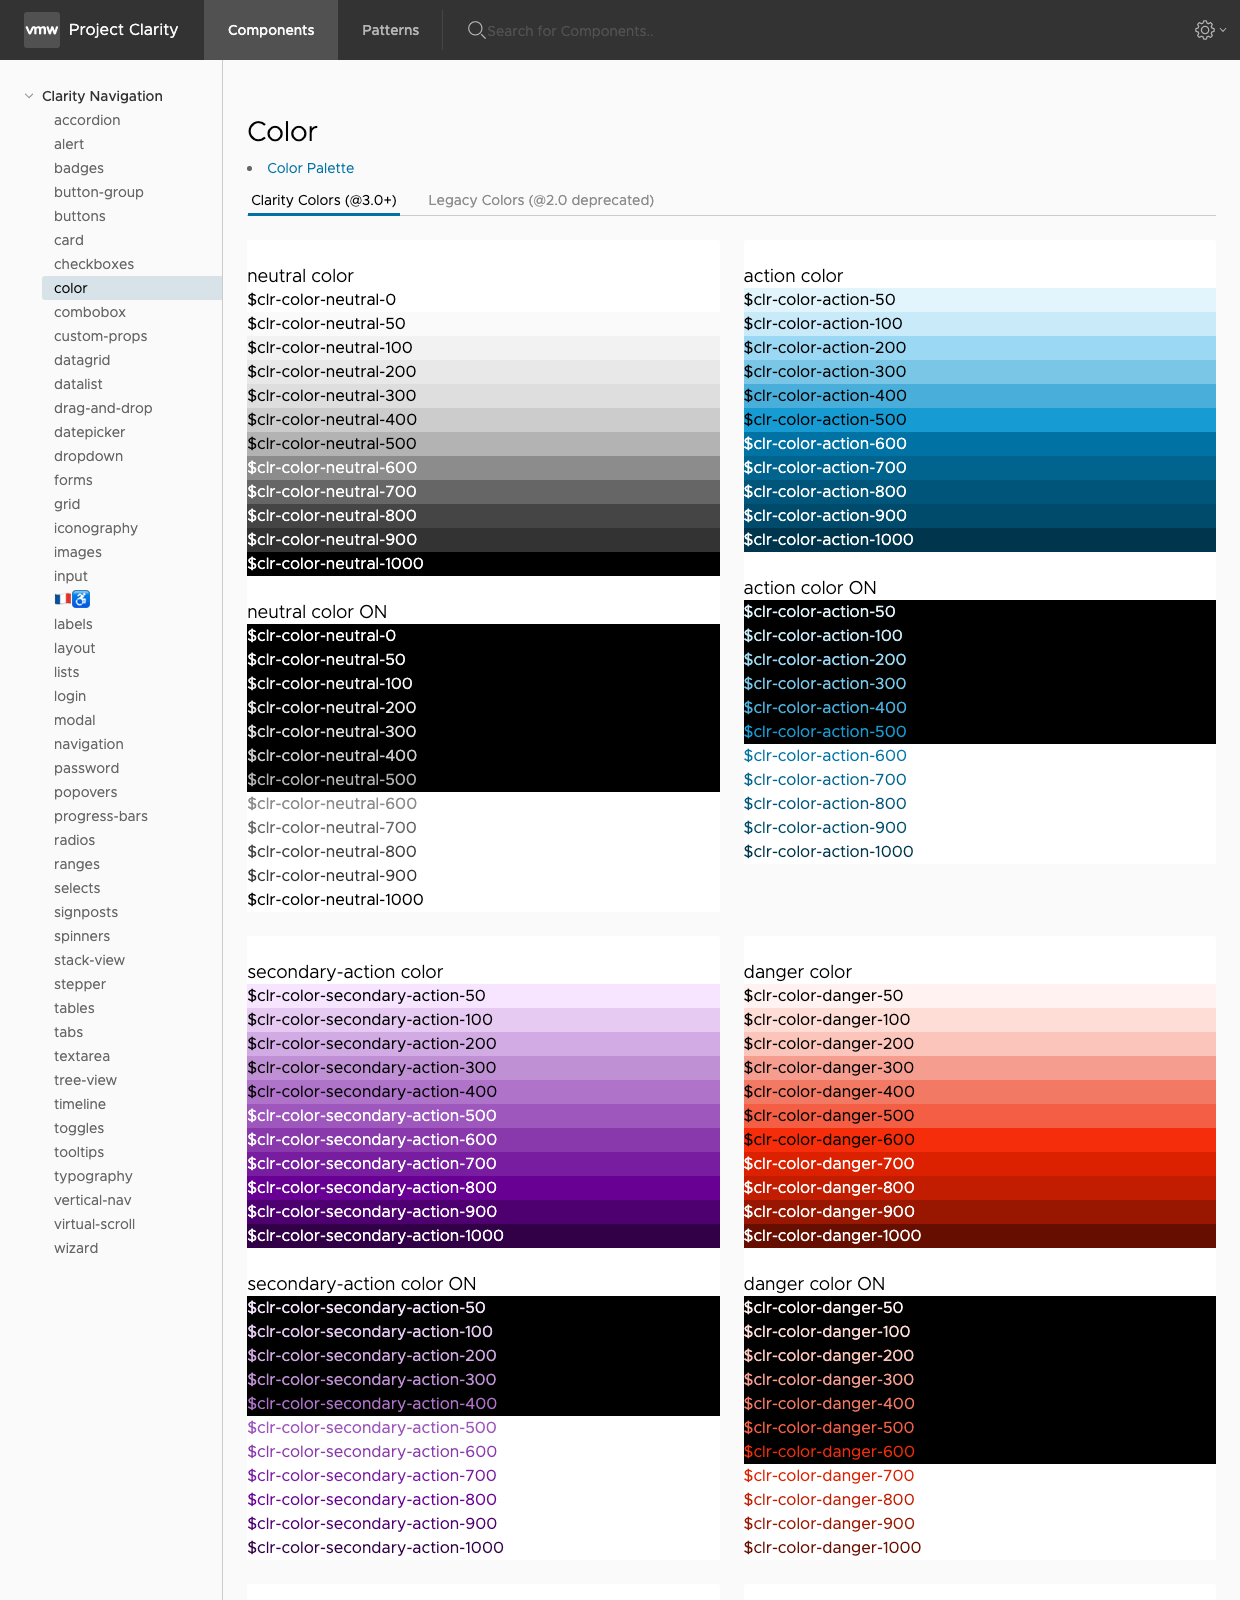 vmw Project Clarity Components Patterns Search for Components..
Clarity Navigation
accordion
alert
badges
button-group
buttons
card
checkboxes
color
combobox
custom-props
datagrid
datalist
drag-and-drop
datepicker
dropdown
forms
grid
iconography
images
input
🇫🇷♿
labels
layout
lists
login
modal
navigation
password
popovers
progress-bars
radios
ranges
selects
signposts
spinners
stack-view
stepper
tables
tabs
textarea
tree-view
timeline
toggles
tooltips
typography
vertical-nav
virtual-scroll
wizard
Color
Color Palette
Clarity Colors (@3.0+) Legacy Colors (@2.0 deprecated)
neutral color
$clr-color-neutral-0
$clr-color-neutral-50
$clr-color-neutral-100
$clr-color-neutral-200
$clr-color-neutral-300
$clr-color-neutral-400
$clr-color-neutral-500
$clr-color-neutral-600
$clr-color-neutral-700
$clr-color-neutral-800
$clr-color-neutral-900
$clr-color-neutral-1000
neutral color ON
$clr-color-neutral-0
$clr-color-neutral-50
$clr-color-neutral-100
$clr-color-neutral-200
$clr-color-neutral-300
$clr-color-neutral-400
$clr-color-neutral-500
$clr-color-neutral-600
$clr-color-neutral-700
$clr-color-neutral-800
$clr-color-neutral-900
$clr-color-neutral-1000
action color
$clr-color-action-50
$clr-color-action-100
$clr-color-action-200
$clr-color-action-300
$clr-color-action-400
$clr-color-action-500
$clr-color-action-600
$clr-color-action-700
$clr-color-action-800
$clr-color-action-900
$clr-color-action-1000
action color ON
$clr-color-action-50
$clr-color-action-100
$clr-color-action-200
$clr-color-action-300
$clr-color-action-400
$clr-color-action-500
$clr-color-action-600
$clr-color-action-700
$clr-color-action-800
$clr-color-action-900
$clr-color-action-1000
secondary-action color
$clr-color-secondary-action-50
$clr-color-secondary-action-100
$clr-color-secondary-action-200
$clr-color-secondary-action-300
$clr-color-secondary-action-400
$clr-color-secondary-action-500
$clr-color-secondary-action-600
$clr-color-secondary-action-700
$clr-color-secondary-action-800
$clr-color-secondary-action-900
$clr-color-secondary-action-1000
secondary-action color ON
$clr-color-secondary-action-50
$clr-color-secondary-action-100
$clr-color-secondary-action-200
$clr-color-secondary-action-300
$clr-color-secondary-action-400
$clr-color-secondary-action-500
$clr-color-secondary-action-600
$clr-color-secondary-action-700
$clr-color-secondary-action-800
$clr-color-secondary-action-900
$clr-color-secondary-action-1000
danger color
$clr-color-danger-50
$clr-color-danger-100
$clr-color-danger-200
$clr-color-danger-300
$clr-color-danger-400
$clr-color-danger-500
$clr-color-danger-600
$clr-color-danger-700
$clr-color-danger-800
$clr-color-danger-900
$clr-color-danger-1000
danger color ON
$clr-color-danger-50
$clr-color-danger-100
$clr-color-danger-200
$clr-color-danger-300
$clr-color-danger-400
$clr-color-danger-500
$clr-color-danger-600
$clr-color-danger-700
$clr-color-danger-800
$clr-color-danger-900
$clr-color-danger-1000